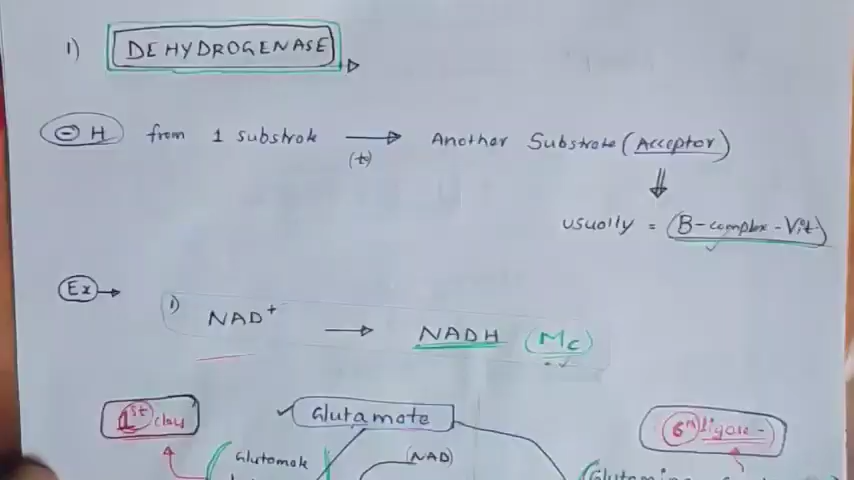 1) DEHYDROGENASE
⊖ H from 1 substrate → Another Substrate (Acceptor)
(to)
usually = (B-complex-Vit)
Ex →
1) NAD⁺ → NADH (Mc)
1st class
Glutamate
6th ligase-)
Glutamate
(NAD)